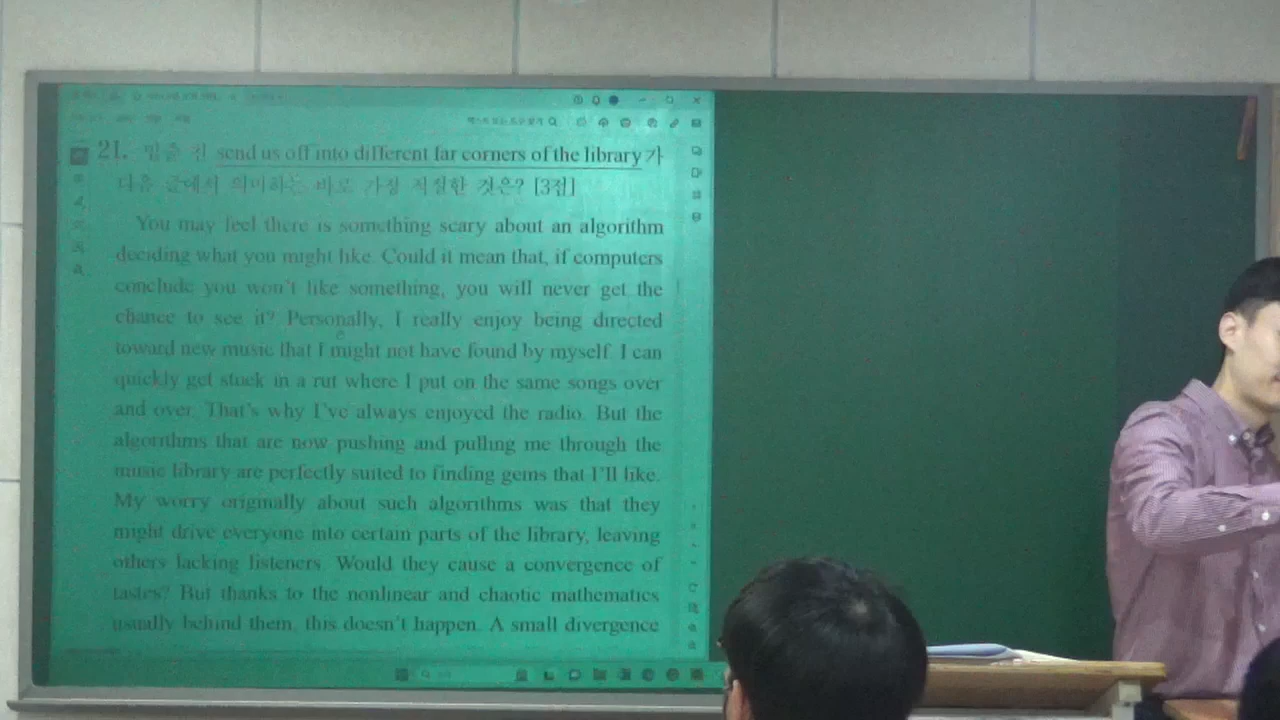 21. 밑줄 친 send us off into different far corners of the library가
다음 글에서 의미하는 바로 가장 적절한 것은? [3점]
You may feel there is something scary about an algorithm
deciding what you might like. Could it mean that, if computers
conclude you won't like something, you will never get the
chance to see it? Personally, I really enjoy being directed
toward new music that I might not have found by myself. I can
quickly get stuck in a rut where I put on the same songs over
and over. That's why I've always enjoyed the radio. But the
algorithms that are now pushing and pulling me through the
music library are perfectly suited to finding gems that I'll like.
My worry originally about such algorithms was that they
might drive everyone into certain parts of the library, leaving
others lacking listeners. Would they cause a convergence of
tastes? But thanks to the nonlinear and chaotic mathematics
usually behind them, this doesn't happen. A small divergence